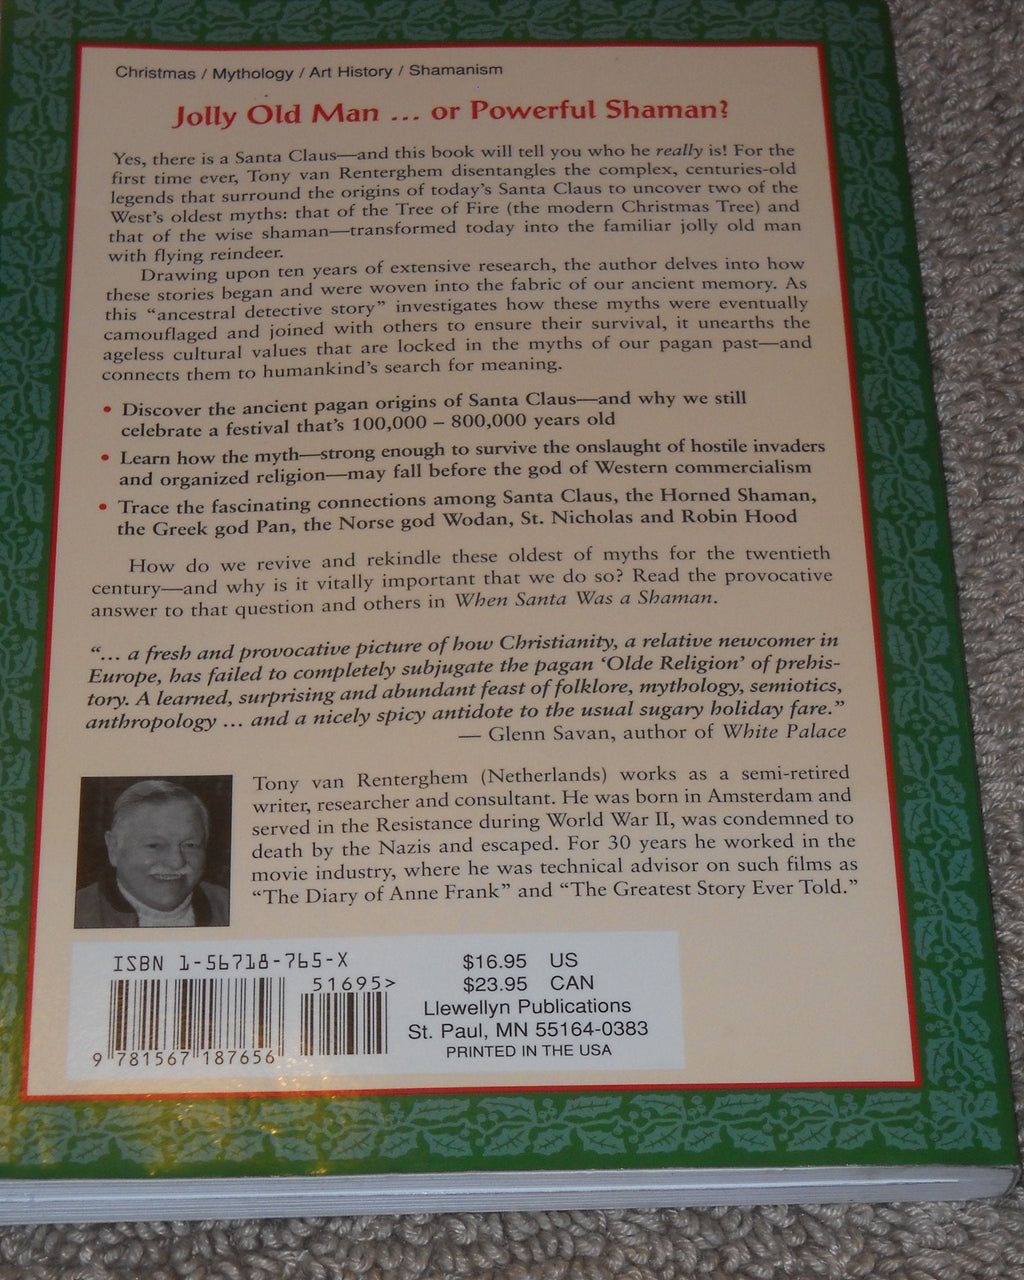 Christmas / Mythology / Art History / Shamanism
Jolly Old Man ... or Powerful Shaman?
Yes, there is a Santa Claus—and this book will tell you who he really is! For the
first time ever, Tony van Renterghem disentangles the complex, centuries-old
legends that surround the origins of today's Santa Claus to uncover two of the
West's oldest myths: that of the Tree of Fire (the modern Christmas Tree) and
that of the wise shaman—transformed today into the familiar jolly old man
with flying reindeer.
Drawing upon ten years of extensive research, the author delves into how
these stories began and were woven into the fabric of our ancient memory. As
this "ancestral detective story" investigates how these myths were eventually
camouflaged and joined with others to ensure their survival, it unearths the
ageless cultural values that are locked in the myths of our pagan past—and
connects them to humankind's search for meaning.
• Discover the ancient pagan origins of Santa Claus—and why we still
celebrate a festival that's 100,000 – 800,000 years old
• Learn how the myth—strong enough to survive the onslaught of hostile invaders
and organized religion—may fall before the god of Western commercialism
• Trace the fascinating connections among Santa Claus, the Horned Shaman,
the Greek god Pan, the Norse god Wodan, St. Nicholas and Robin Hood
How do we revive and rekindle these oldest of myths for the twentieth
century—and why is it vitally important that we do so? Read the provocative
answer to that question and others in When Santa Was a Shaman.
"... a fresh and provocative picture of how Christianity, a relative newcomer in
Europe, has failed to completely subjugate the pagan 'Olde Religion' of prehis-
tory. A learned, surprising and abundant feast of folklore, mythology, semiotics,
anthropology ... and a nicely spicy antidote to the usual sugary holiday fare."
— Glenn Savan, author of White Palace
Tony van Renterghem (Netherlands) works as a semi-retired
writer, researcher and consultant. He was born in Amsterdam and
served in the Resistance during World War II, was condemned to
death by the Nazis and escaped. For 30 years he worked in the
movie industry, where he was technical advisor on such films as
"The Diary of Anne Frank" and "The Greatest Story Ever Told."
ISBN 1-56718-765-X
51695>
9 781567 187656
$16.95 US
$23.95 CAN
Llewellyn Publications
St. Paul, MN 55164-0383
PRINTED IN THE USA